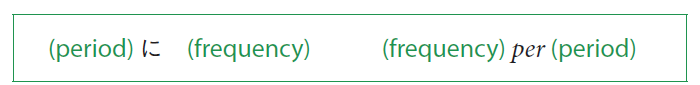 (period) に (frequency) (frequency) per (period)